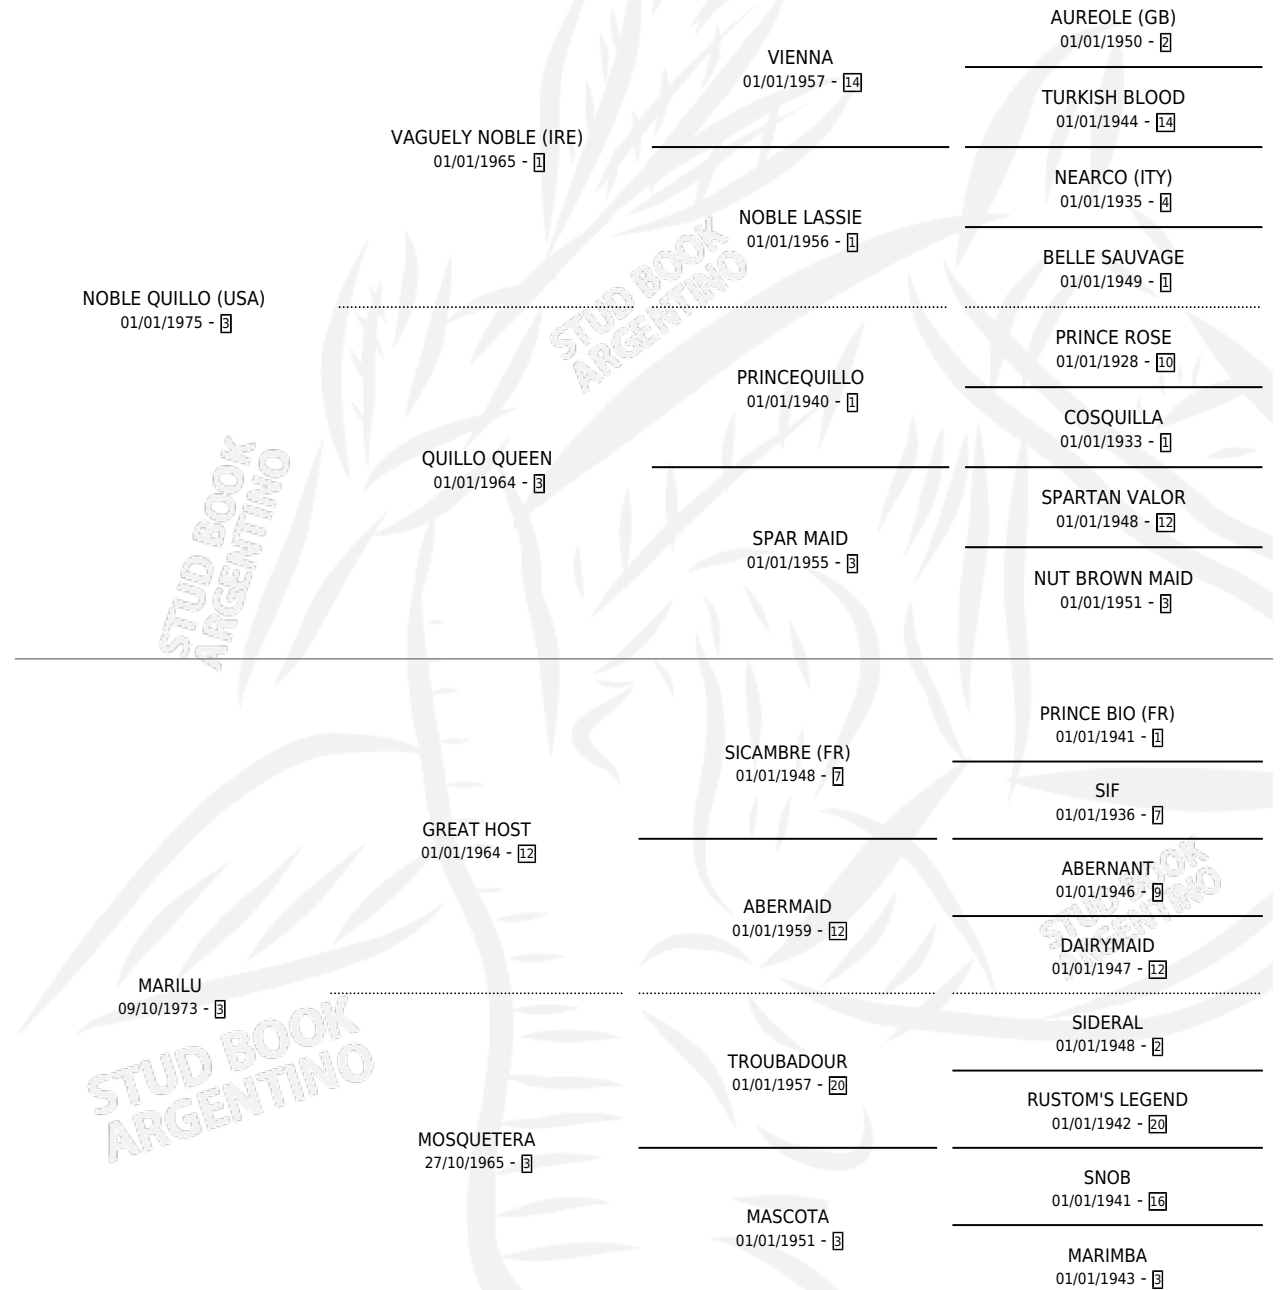 AUREOLE (GB)
01/01/1950 - 2
VIENNA
01/01/1957 - 14
TURKISH BLOOD
01/01/1944 - 14
VAGUELY NOBLE (IRE)
01/01/1965 - 1
NEARCO (ITY)
01/01/1935 - 4
NOBLE LASSIE
01/01/1956 - 1
BELLE SAUVAGE
01/01/1949 - 1
NOBLE QUILLO (USA)
01/01/1975 - 3
PRINCE ROSE
01/01/1928 - 10
PRINCEQUILLO
01/01/1940 - 1
COSQUILLA
01/01/1933 - 1
QUILLO QUEEN
01/01/1964 - 3
SPARTAN VALOR
01/01/1948 - 12
SPAR MAID
01/01/1955 - 3
NUT BROWN MAID
01/01/1951 - 3
PRINCE BIO (FR)
01/01/1941 - 1
SICAMBRE (FR)
01/01/1948 - 7
SIF
01/01/1936 - 7
GREAT HOST
01/01/1964 - 12
ABERNANT
01/01/1946 - 9
ABERMAID
01/01/1959 - 12
DAIRYMAID
01/01/1947 - 12
MARILU
09/10/1973 - 3
SIDERAL
01/01/1948 - 2
TROUBADOUR
01/01/1957 - 20
RUSTOM'S LEGEND
01/01/1942 - 20
MOSQUETERA
27/10/1965 - 3
SNOB
01/01/1941 - 16
MASCOTA
01/01/1951 - 3
MARIMBA
01/01/1943 - 3
STUD BOOK
ARGENTINO
STUD BOOK
ARGENTINO
STUD BOOK
ARGENTINO
STUD BOOK
ARGENTINO